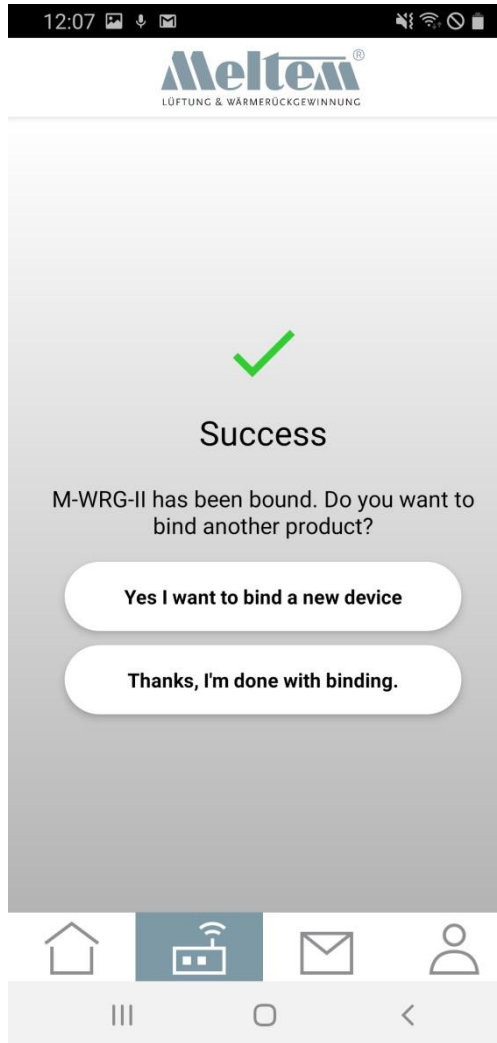 12:07
Meltem®
LÜFTUNG & WÄRMERÜCKGEWINNUNG
Success
M-WRG-II has been bound. Do you want to
bind another product?
Yes I want to bind a new device
Thanks, I'm done with binding.